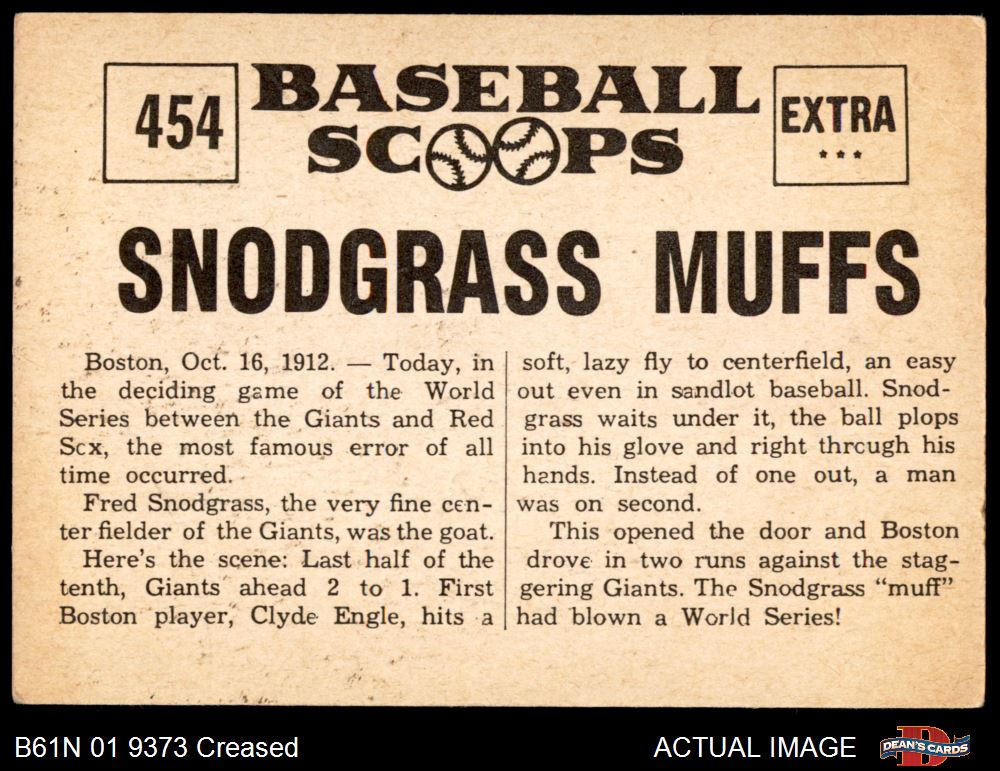 454
BASEBALL
SCOOPS
EXTRA
***
SNODGRASS MUFFS
Boston, Oct. 16, 1912. — Today, in
the deciding game of the World
Series between the Giants and Red
Sox, the most famous error of all
time occurred.
Fred Snodgrass, the very fine cen-
ter fielder of the Giants, was the goat.
Here's the scene: Last half of the
tenth, Giants ahead 2 to 1. First
Boston player, Clyde Engle, hits a
soft, lazy fly to centerfield, an easy
out even in sandlot baseball. Snod-
grass waits under it, the ball plops
into his glove and right through his
hands. Instead of one out, a man
was on second.
This opened the door and Boston
drove in two runs against the stag-
gering Giants. The Snodgrass "muff"
had blown a World Series!
B61N 01 9373 Creased
ACTUAL IMAGE
D
DEAN'S CARDS